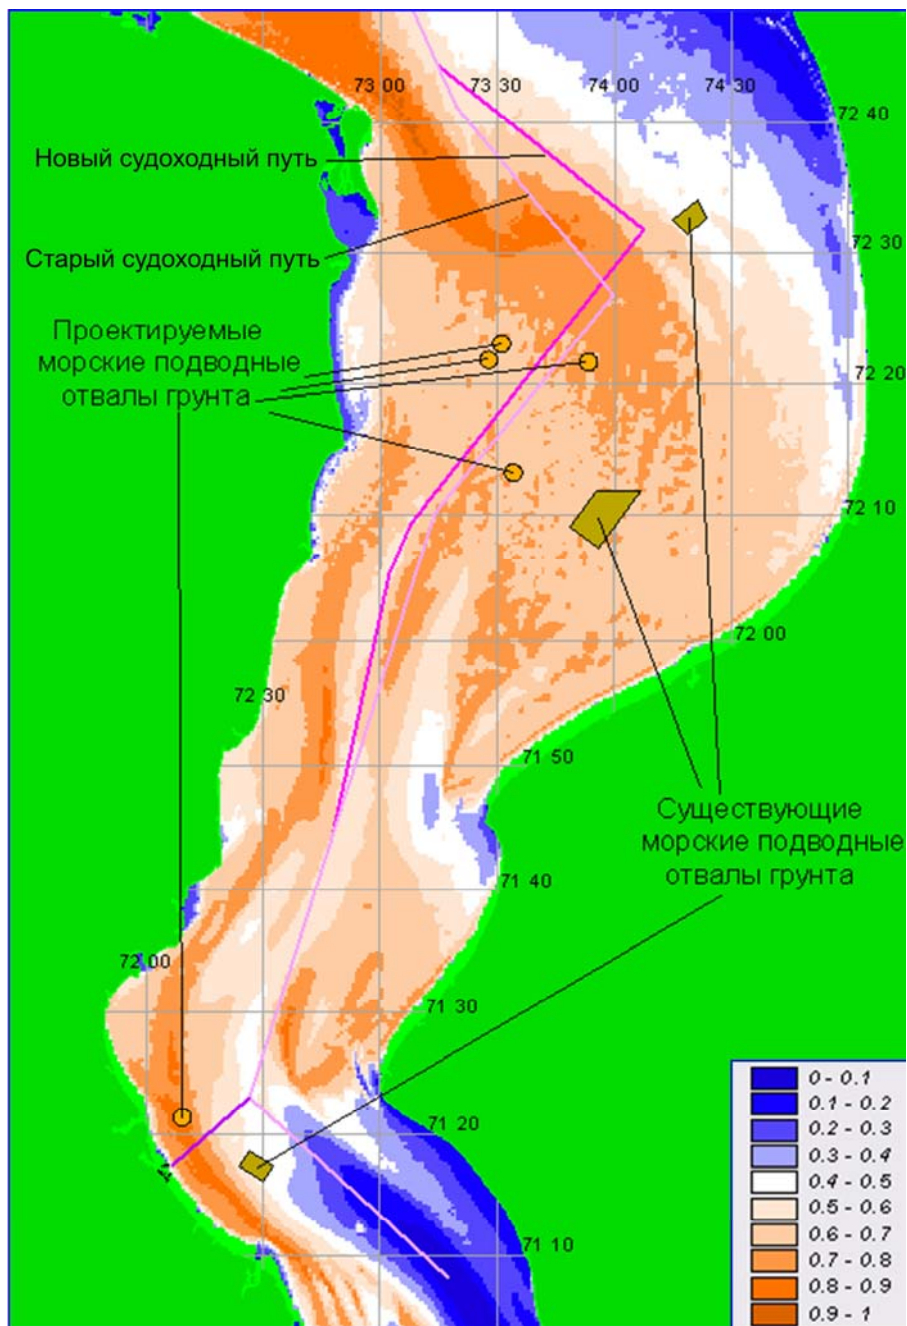 73 00
73 30
74 00
74 30
72 40
Новый судоходный путь
Старый судоходный путь
72 30
Проектируемые
морские подводные
отвалы грунта
72 20
72 10
72 00
72 30
71 50
Существующие
морские подводные
отвалы грунта
71 40
72 00
71 30
71 20
71 10
0 - 0.1
0.1 - 0.2
0.2 - 0.3
0.3 - 0.4
0.4 - 0.5
0.5 - 0.6
0.6 - 0.7
0.7 - 0.8
0.8 - 0.9
0.9 - 1